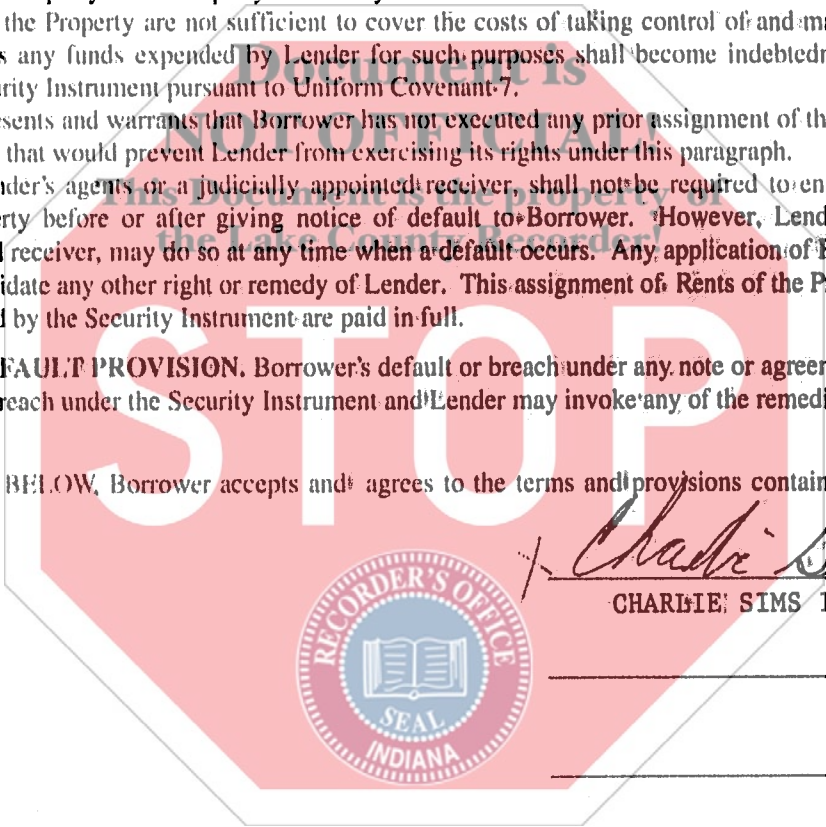 the Property are not sufficient to cover the costs of taking control of and ma
s any funds expended by Lender for such purposes shall become indebtedn
urity Instrument pursuant to Uniform Covenant 7.
esents and warrants that Borrower has not executed any prior assignment of th
that would prevent Lender from exercising its rights under this paragraph.
nder's agents or a judicially appointed receiver, shall not be required to en
erty before or after giving notice of default to Borrower. However, Lend
d receiver, may do so at any time when a default occurs. Any application of R
idate any other right or remedy of Lender. This assignment of Rents of the P
d by the Security Instrument are paid in full.
FAULT PROVISION. Borrower's default or breach under any note or agreer
reach under the Security Instrument and Lender may invoke any of the remedi
BELOW, Borrower accepts and agrees to the terms and provisions contain
Document is
NOT OFFICIAL!
This Document is the property of
the Lake County Recorder!
STOP
X Charlie S
CHARLIE SIMS
RECORDER'S OFFICE
SEAL
INDIANA